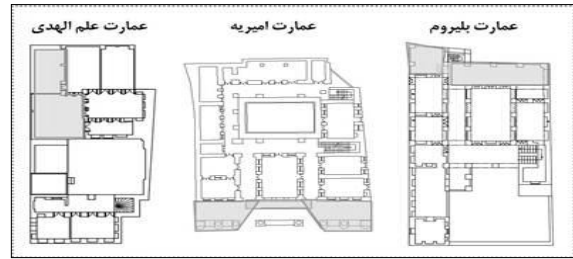 عمارت بلیروم
عمارت امیریه
عمارت علم الهدی